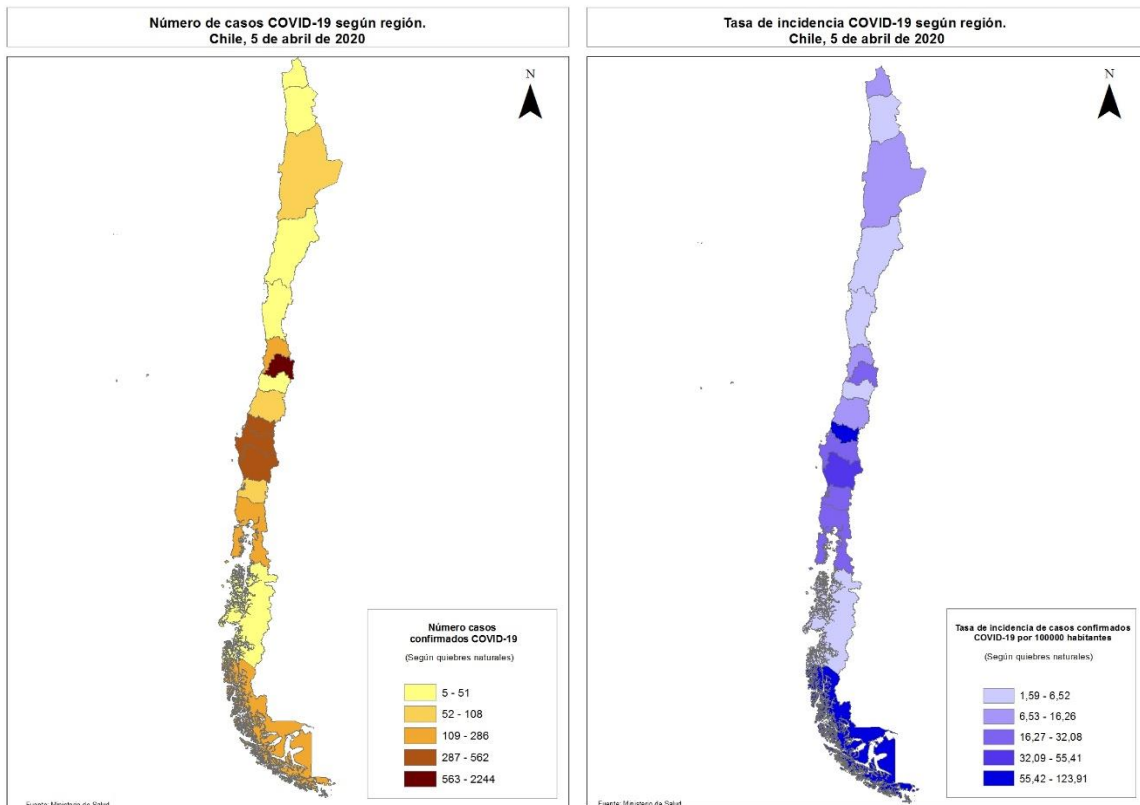 Número de casos COVID-19 según región.
Chile, 5 de abril de 2020
N
Número casos
confirmados COVID-19
(Según quiebres naturales)
5 - 51
52 - 108
109 - 286
287 - 562
563 - 2244
Fuente: Ministerio de Salud
Tasa de incidencia COVID-19 según región.
Chile, 5 de abril de 2020
N
Tasa de incidencia de casos confirmados
COVID-19 por 100000 habitantes
(Según quiebres naturales)
1,59 - 6,52
6,53 - 16,26
16,27 - 32,08
32,09 - 55,41
55,42 - 123,91
Fuente: Ministerio de Salud